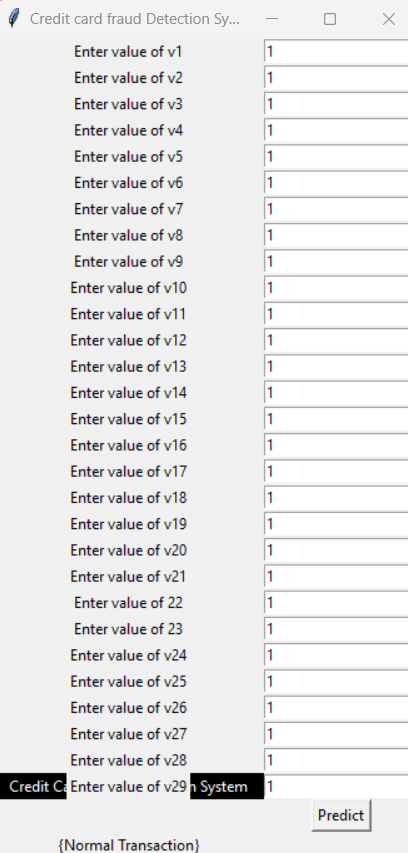 Credit card fraud Detection Sy...
Enter value of v1 1
Enter value of v2 1
Enter value of v3 1
Enter value of v4 1
Enter value of v5 1
Enter value of v6 1
Enter value of v7 1
Enter value of v8 1
Enter value of v9 1
Enter value of v10 1
Enter value of v11 1
Enter value of v12 1
Enter value of v13 1
Enter value of v14 1
Enter value of v15 1
Enter value of v16 1
Enter value of v17 1
Enter value of v18 1
Enter value of v19 1
Enter value of v20 1
Enter value of v21 1
Enter value of 22 1
Enter value of 23 1
Enter value of v24 1
Enter value of v25 1
Enter value of v26 1
Enter value of v27 1
Enter value of v28 1
Credit Ca Enter value of v29 n System 1
Predict
{Normal Transaction}